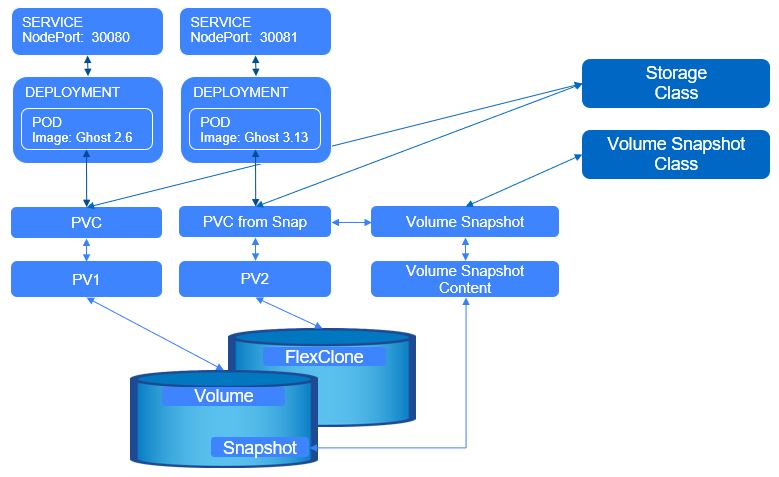 SERVICE
NodePort:  30080
SERVICE
NodePort:  30081
DEPLOYMENT
POD
Image: Ghost 2.6
DEPLOYMENT
POD
Image: Ghost 3.13
Storage
Class
Volume Snapshot
Class
PVC
PVC from Snap
Volume Snapshot
PV1
PV2
Volume Snapshot
Content
FlexClone
Volume
Snapshot